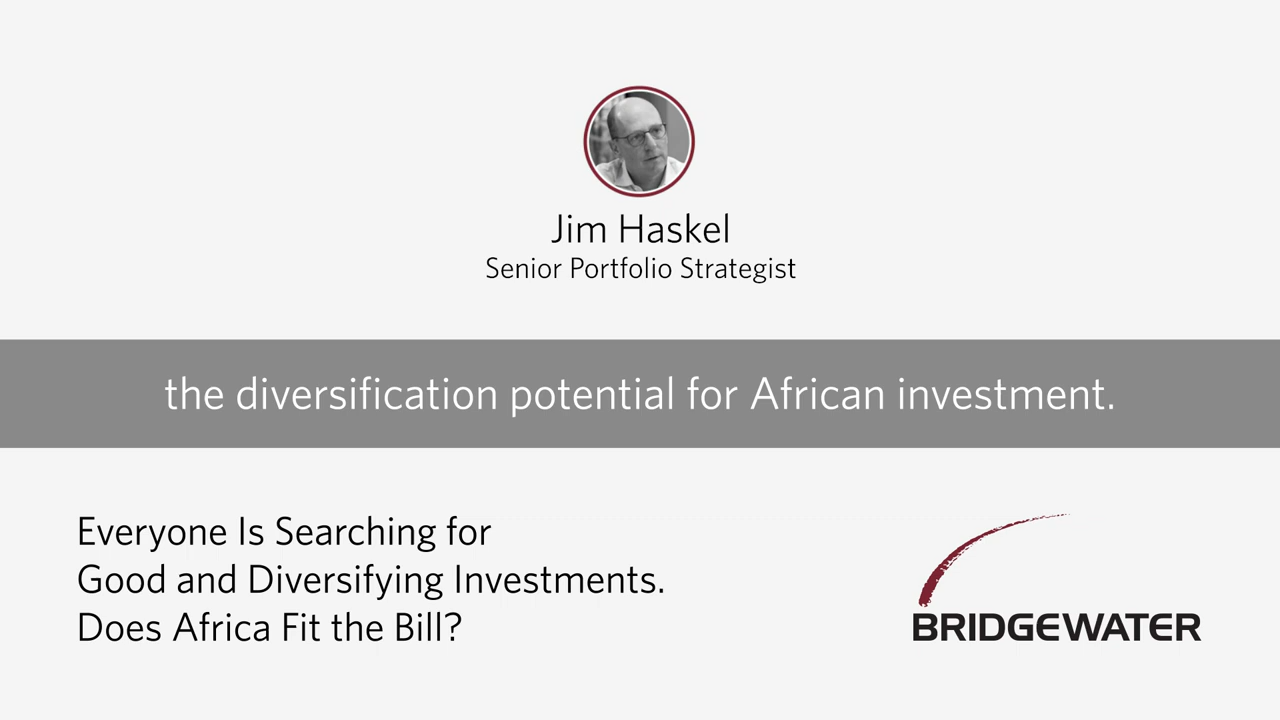 Jim Haskel
Senior Portfolio Strategist
the diversification potential for African investment.
Everyone Is Searching for
Good and Diversifying Investments.
Does Africa Fit the Bill?
BRIDGEWATER